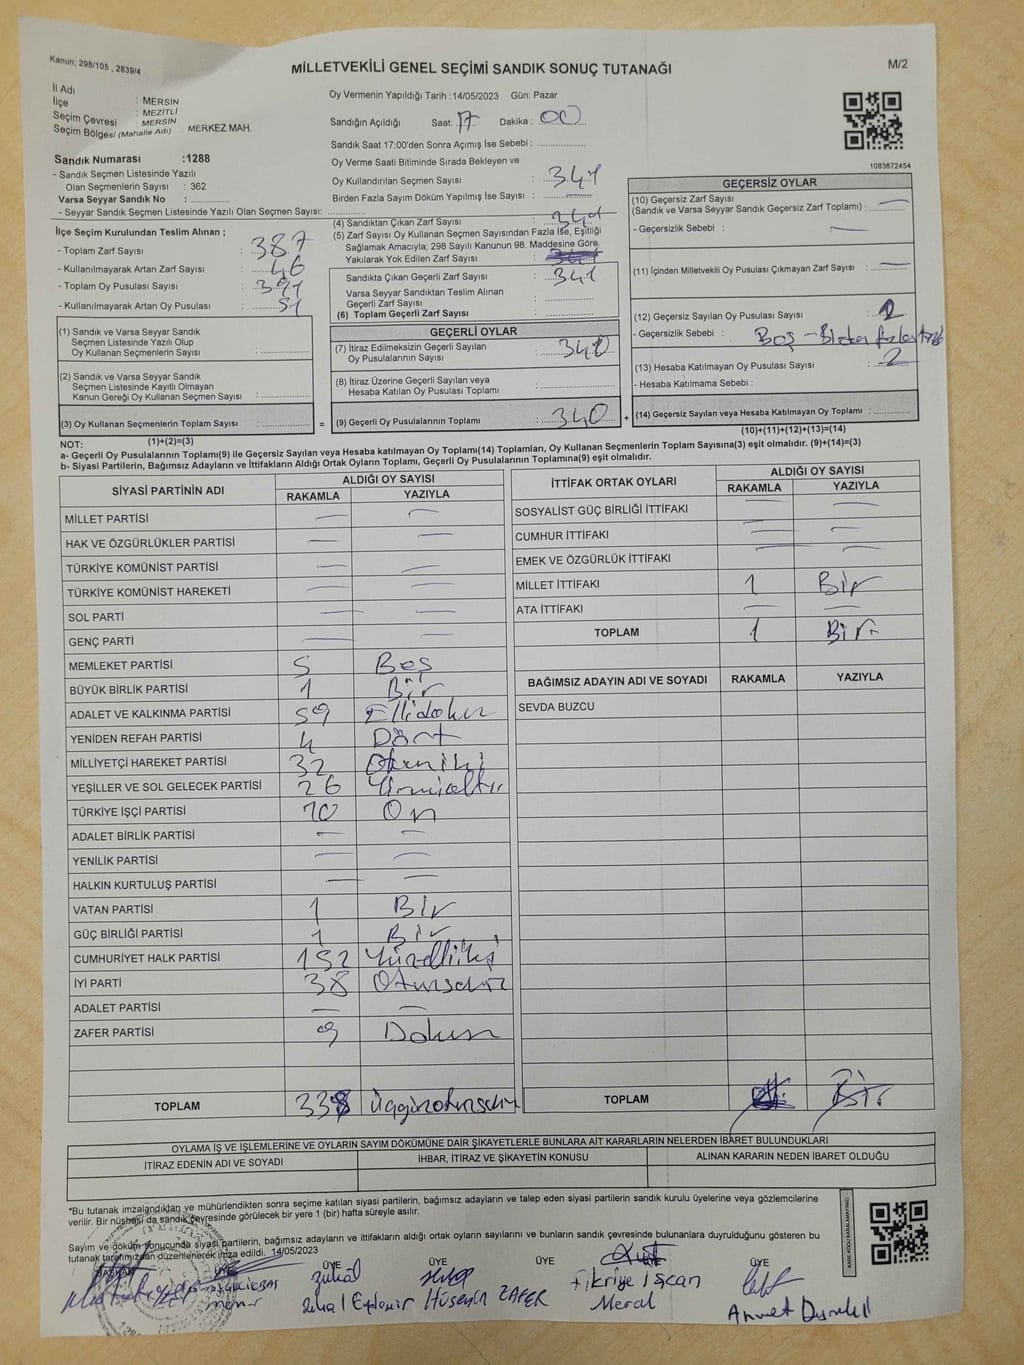 Kanun; 298/105 , 2839/4
MİLLETVEKİLİ GENEL SEÇİMİ SANDIK SONUÇ TUTANAĞI
M/2
İl Adı : MERSİN
İlçe : MEZİTLİ
Seçim Çevresi : MERSİN
Seçim Bölgesi (Mahalle Adı) : MERKEZ MAH.
Sandık Numarası :1288
- Sandık Seçmen Listesinde Yazılı
Olan Seçmenlerin Sayısı : 362
Varsa Seyyar Sandık No :
- Seyyar Sandık Seçmen Listesinde Yazılı Olan Seçmen Sayısı:
İlçe Seçim Kurulundan Teslim Alınan ;
- Toplam Zarf Sayısı : 387
- Kullanılmayarak Artan Zarf Sayısı : 46
- Toplam Oy Pusulası Sayısı : 391
- Kullanılmayarak Artan Oy Pusulası : 51
(1) Sandık ve Varsa Seyyar Sandık
Seçmen Listesinde Yazılı Olup
Oy Kullanan Seçmenlerin Sayısı :
(2) Sandık ve Varsa Seyyar Sandık
Seçmen Listesinde Kayıtlı Olmayan
Kanun Gereği Oy Kullanan Seçmen Sayısı :
(3) Oy Kullanan Seçmenlerin Toplam Sayısı :
(1)+(2)=(3)
Oy Vermenin Yapıldığı Tarih :14/05/2023 Gün: Pazar
Sandığın Açıldığı Saat: 17 Dakika : 00
Sandık Saat 17:00'den Sonra Açımış İse Sebebi :
Oy Verme Saati Bitiminde Sırada Bekleyen ve
Oy Kullandırılan Seçmen Sayısı : 341
Birden Fazla Sayım Döküm Yapılmış İse Sayısı : —
(4) Sandıktan Çıkan Zarf Sayısı : 341
(5) Zarf Sayısı Oy Kullanan Seçmen Sayısından Fazla İse, Eşitliği
Sağlamak Amacıyla; 298 Sayılı Kanunun 98. Maddesine Göre
Yakılarak Yok Edilen Zarf Sayısı :
Sandıkta Çıkan Geçerli Zarf Sayısı : 341
Varsa Seyyar Sandıktan Teslim Alınan
Geçerli Zarf Sayısı :
(6) Toplam Geçerli Zarf Sayısı :
GEÇERLİ OYLAR
(7) İtiraz Edilmeksizin Geçerli Sayılan
Oy Pusulalarının Sayısı : 340
(8) İtiraz Üzerine Geçerli Sayılan veya
Hesaba Katılan Oy Pusulası Toplamı :
= (9) Geçerli Oy Pusulalarının Toplamı : 340 +
1083672454
GEÇERSİZ OYLAR
(10) Geçersiz Zarf Sayısı
(Sandık ve Varsa Seyyar Sandık Geçersiz Zarf Toplamı) : —
- Geçersizlik Sebebi : —
(11) İçinden Milletvekili Oy Pusulası Çıkmayan Zarf Sayısı : —
(12) Geçersiz Sayılan Oy Pusulası Sayısı :
- Geçersizlik Sebebi : Boş - Birden fazla
(13) Hesaba Katılmayan Oy Pusulası Sayısı : 2
- Hesaba Katılmama Sebebi :
(14) Geçersiz Sayılan veya Hesaba Katılmayan Oy Toplamı :
(10)+(11)+(12)+(13)=(14)
NOT:
a- Geçerli Oy Pusulalarının Toplamı(9) ile Geçersiz Sayılan veya Hesaba katılmayan Oy Toplamı(14) Toplamları, Oy Kullanan Seçmenlerin Toplam Sayısına(3) eşit olmalıdır. (9)+(14)=(3)
b- Siyasi Partilerin, Bağımsız Adayların ve İttifakların Aldığı Ortak Oyların Toplamı, Geçerli Oy Pusulalarının Toplamına(9) eşit olmalıdır.
SİYASİ PARTİNİN ADI ALDIĞI OY SAYISI
RAKAMLA YAZIYLA
MİLLET PARTİSİ — —
HAK VE ÖZGÜRLÜKLER PARTİSİ — —
TÜRKİYE KOMÜNİST PARTİSİ — —
TÜRKİYE KOMÜNİST HAREKETİ — —
SOL PARTİ — —
GENÇ PARTİ — —
MEMLEKET PARTİSİ 5 Beş
BÜYÜK BİRLİK PARTİSİ 1 Bir
ADALET VE KALKINMA PARTİSİ 59 Ellidokuz
YENİDEN REFAH PARTİSİ 4 Dört
MİLLİYETÇİ HAREKET PARTİSİ 32 Otuziki
YEŞİLLER VE SOL GELECEK PARTİSİ 26 Yirmialtı
TÜRKİYE İŞÇİ PARTİSİ 10 On
ADALET BİRLİK PARTİSİ — —
YENİLİK PARTİSİ — —
HALKIN KURTULUŞ PARTİSİ — —
VATAN PARTİSİ 1 Bir
GÜÇ BİRLİĞİ PARTİSİ 1 Bir
CUMHURİYET HALK PARTİSİ 152 Yüzelliiki
İYİ PARTİ 38 Otuzsekiz
ADALET PARTİSİ — —
ZAFER PARTİSİ 9 Dokuz
TOPLAM 338 Üçyüzotuzsekiz
İTTİFAK ORTAK OYLARI ALDIĞI OY SAYISI
RAKAMLA YAZIYLA
SOSYALİST GÜÇ BİRLİĞİ İTTİFAKI — —
CUMHUR İTTİFAKI — —
EMEK VE ÖZGÜRLÜK İTTİFAKI — —
MİLLET İTTİFAKI 1 Bir
ATA İTTİFAKI — —
TOPLAM 1 Bir
BAĞIMSIZ ADAYIN ADI VE SOYADI RAKAMLA YAZIYLA
SEVDA BUZCU
TOPLAM Bir
OYLAMA İŞ VE İŞLEMLERİNE VE OYLARIN SAYIM DÖKÜMÜNE DAİR ŞİKAYETLERLE BUNLARA AİT KARARLARIN NELERDEN İBARET BULUNDUKLARI
İTİRAZ EDENİN ADI VE SOYADI İHBAR, İTİRAZ VE ŞİKAYETİN KONUSU ALINAN KARARIN NEDEN İBARET OLDUĞU
*Bu tutanak imzalandıktan ve mühürlendikten sonra seçime katılan siyasi partilerin, bağımsız adayların ve talep eden siyasi partilerin sandık kurulu üyelerine veya gözlemcilerine
verilir. Bir nüshesi da sandık çevresinde görülecek bir yere 1 (bir) hafta süreyle asılır.
Sayım ve döküm sonucunda siyasi partilerin, bağımsız adayların ve ittifakların aldığı ortak oyların sayılarını ve bunların sandık çevresinde bulunanlara duyrulduğunu gösteren bu
tutanak tarafımızdan düzenlenerek imza edildi. 14/05/2023
BAŞKAN ÜYE ÜYE ÜYE ÜYE ÜYE
Zuhal
Hüseyin ZAFER
Fikriye İşcan
Meral
Ahmet